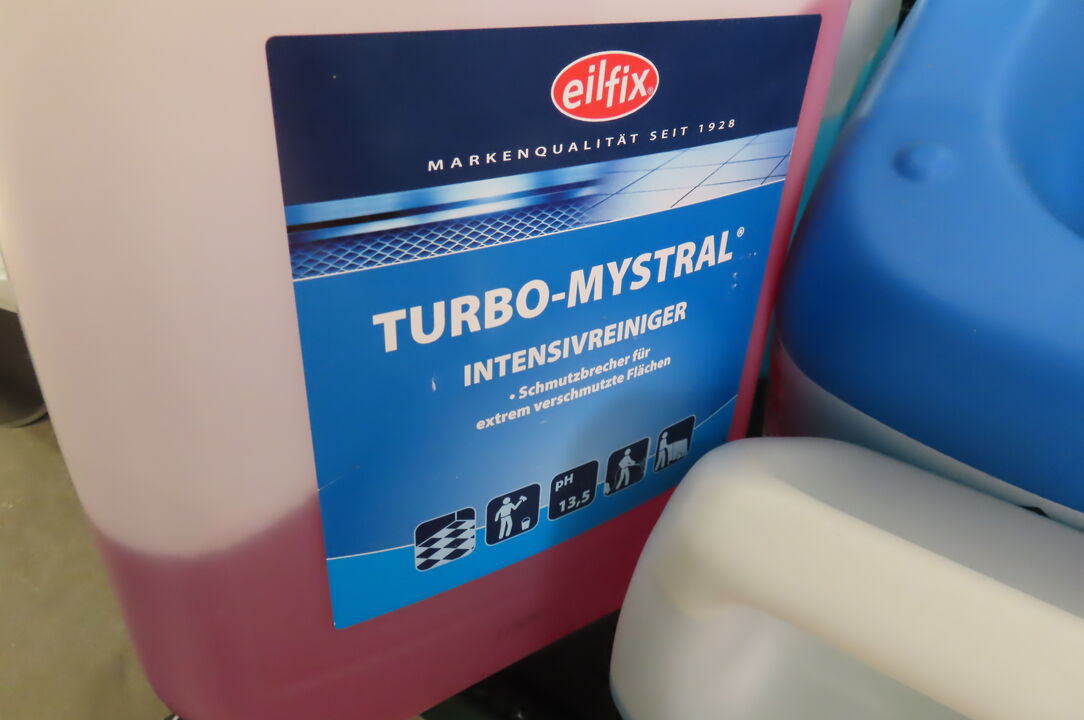 eilfix®
MARKENQUALITÄT SEIT 1928
TURBO-MYSTRAL®
INTENSIVREINIGER
• Schmutzbrecher für
extrem verschmutzte Flächen
pH
13,5